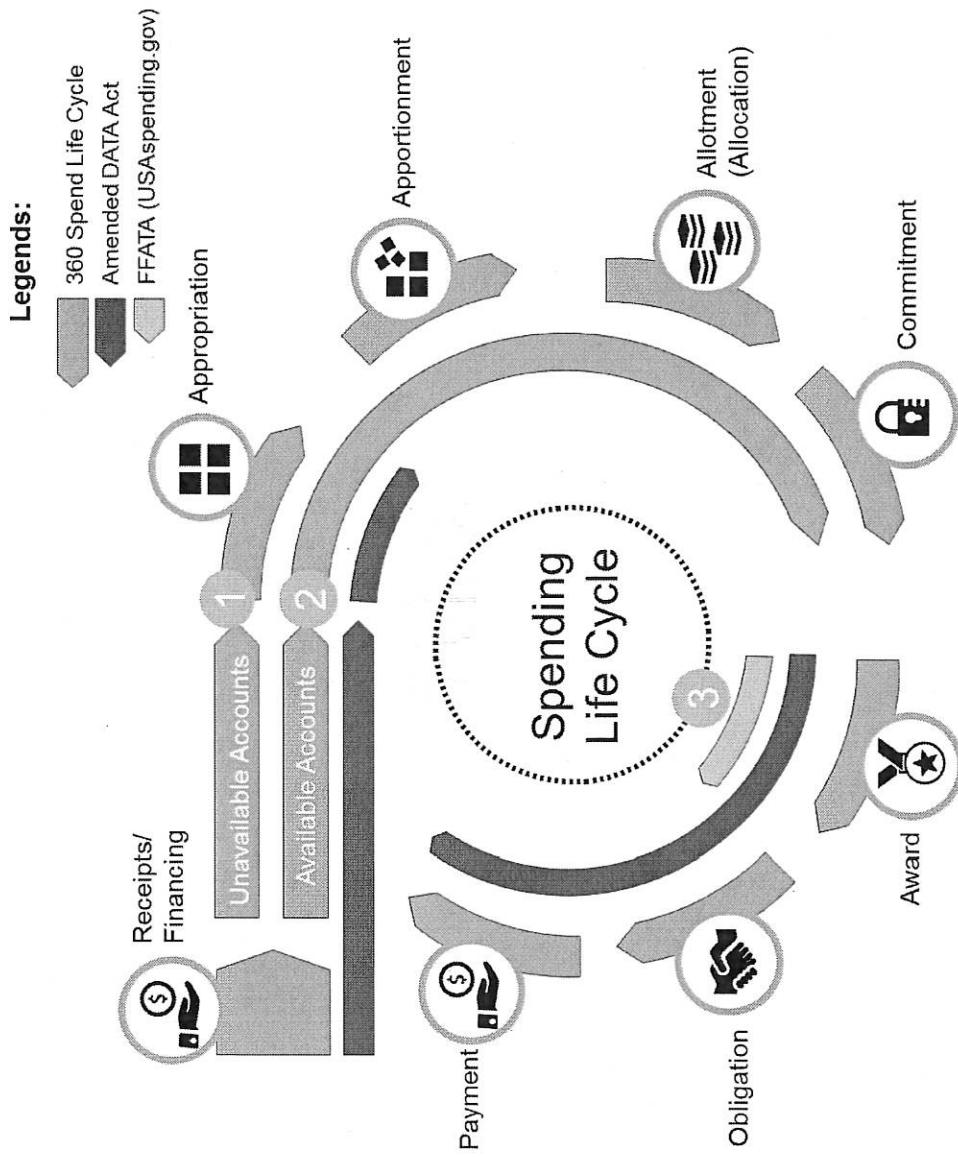 Legends:
360 Spend Life Cycle
Amended DATA Act
FFATA (USAspending.gov)
Receipts/
Financing
Unavailable Accounts
1
Available Accounts
2
Appropriation
Apportionment
Allotment
(Allocation)
Commitment
Award
Obligation
Payment
Spending
Life Cycle
3
$
$